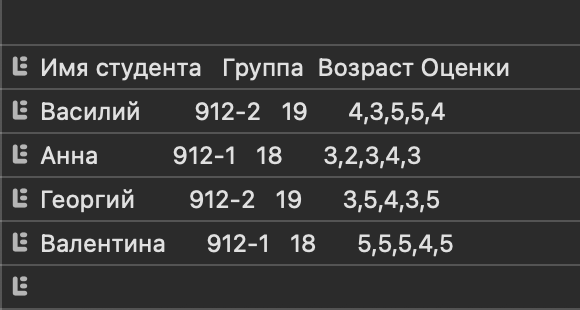 Имя студента Группа Возраст Оценки
Василий 912-2 19 4,3,5,5,4
Анна 912-1 18 3,2,3,4,3
Георгий 912-2 19 3,5,4,3,5
Валентина 912-1 18 5,5,5,4,5